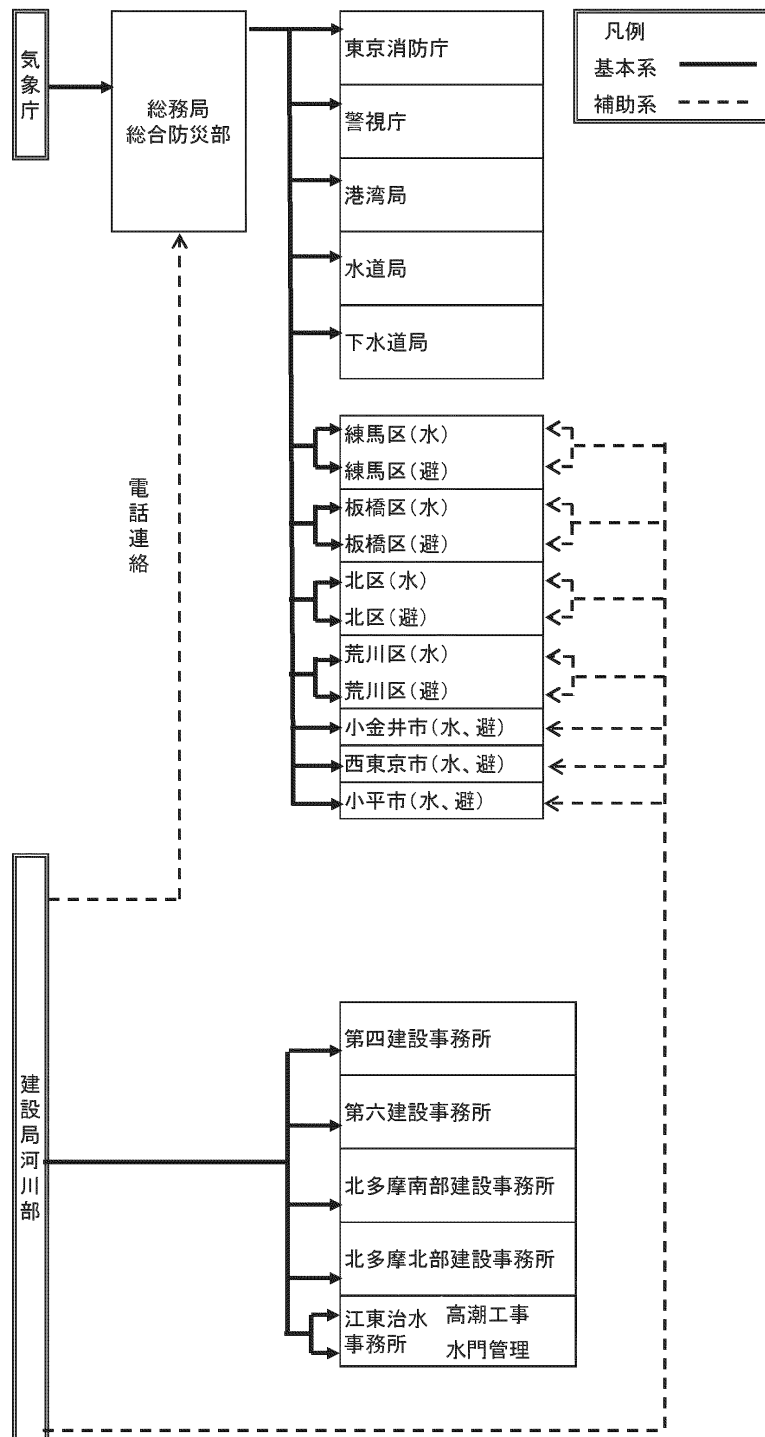 気象庁
総務局
総合防災部
東京消防庁
警視庁
港湾局
水道局
下水道局
凡例
基本系
補助系
練馬区(水)
練馬区(避)
板橋区(水)
板橋区(避)
北区(水)
北区(避)
荒川区(水)
荒川区(避)
小金井市(水、避)
西東京市(水、避)
小平市(水、避)
電話連絡
建設局河川部
第四建設事務所
第六建設事務所
北多摩南部建設事務所
北多摩北部建設事務所
江東治水
事務所
高潮工事
水門管理